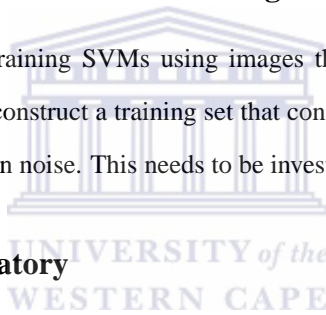 raining SVMs using images th
construct a training set that con
n noise. This needs to be invest
UNIVERSITY of the
atory
WESTERN CAPE